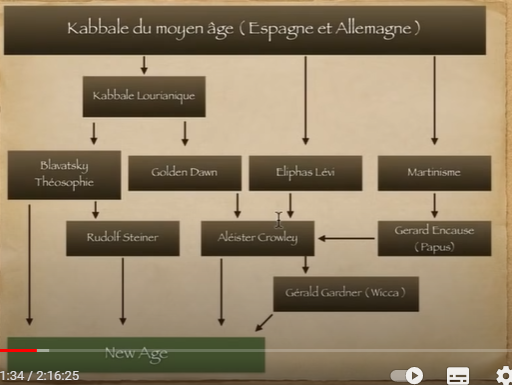 Kabbale du moyen âge ( Espagne et Allemagne )
Kabbale Lourianique
Blavatsky
Théosophie
Golden Dawn
Eliphas Lévi
Martinisme
Rudolf Steiner
Aléister Crowley
Gerard Encause
( Papus)
Gérald Gardner ( Wicca )
New Age
1:34 / 2:16:25